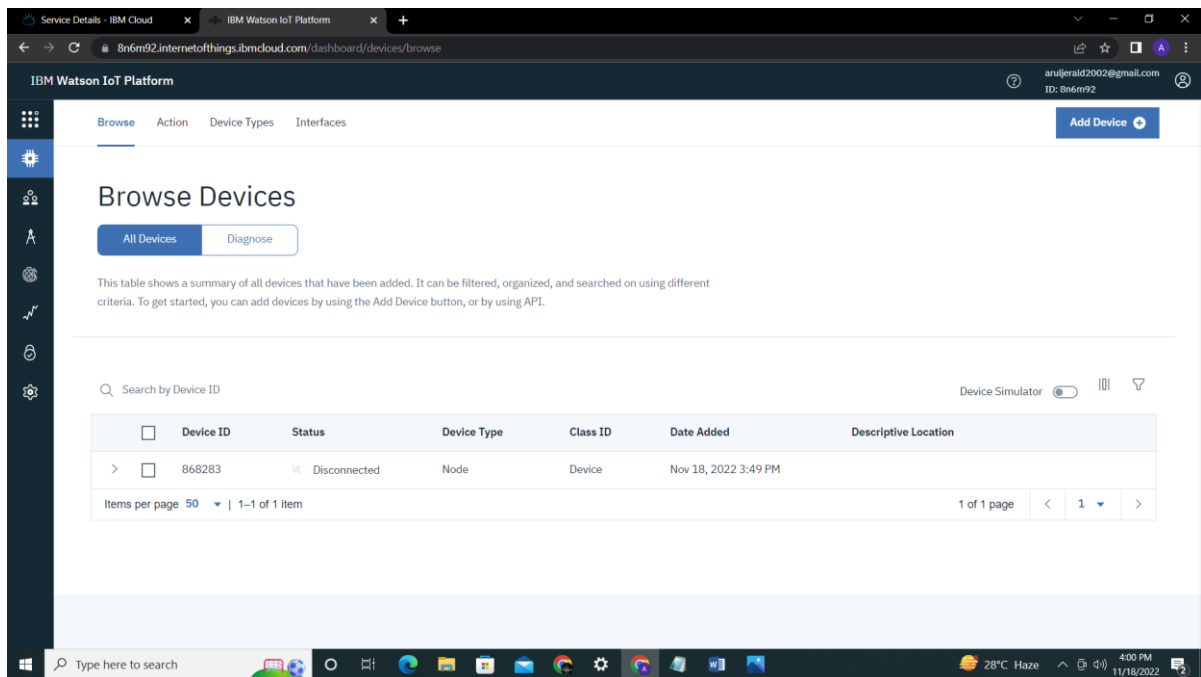 Service Details - IBM Cloud
IBM Watson IoT Platform
8n6m92.internetofthings.ibmcloud.com/dashboard/devices/browse
A
IBM Watson IoT Platform
aruljerald2002@gmail.com
ID: 8n6m92
Browse Action Device Types Interfaces
Add Device
Browse Devices
All Devices Diagnose
This table shows a summary of all devices that have been added. It can be filtered, organized, and searched on using different
criteria. To get started, you can add devices by using the Add Device button, or by using API.
Search by Device ID
Device Simulator
Device ID Status Device Type Class ID Date Added Descriptive Location
868283 Disconnected Node Device Nov 18, 2022 3:49 PM
Items per page 50 | 1–1 of 1 item
1 of 1 page < 1 >
Type here to search
28°C Haze
4:00 PM
11/18/2022
2